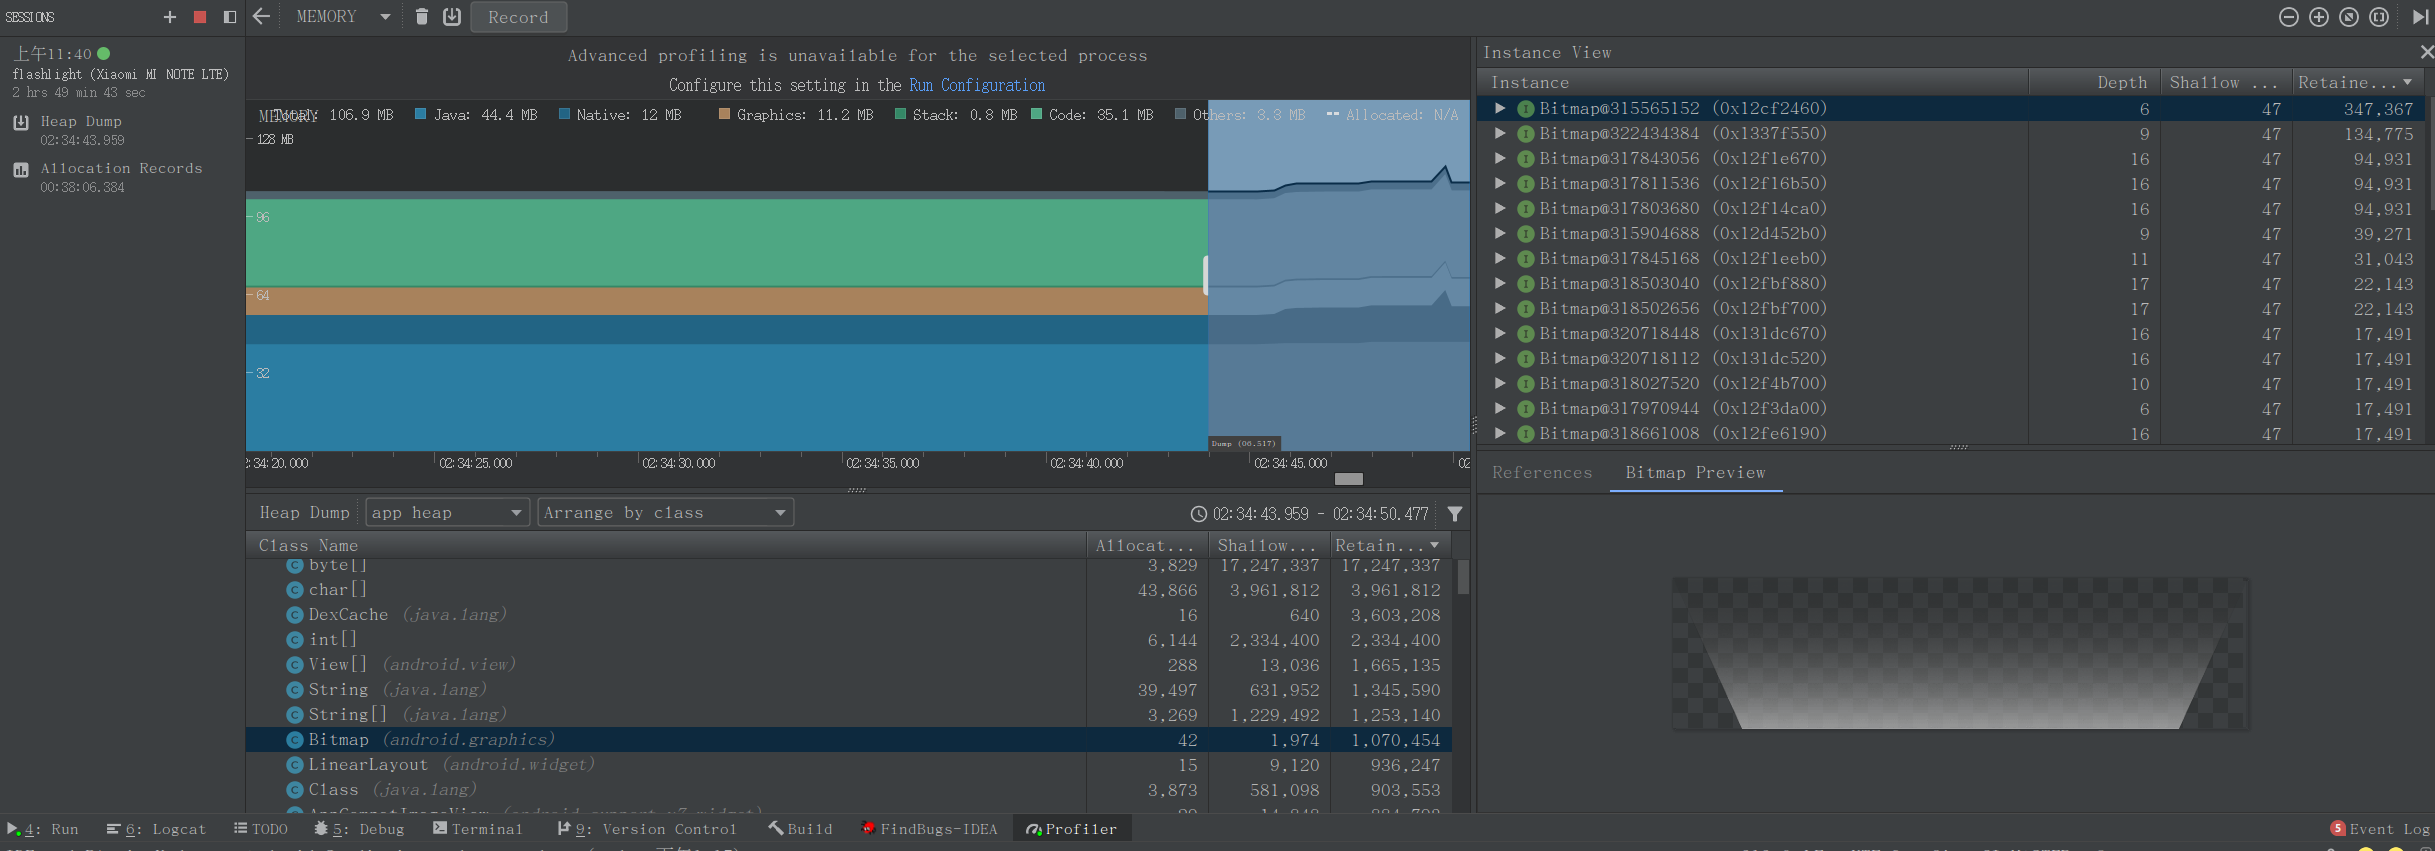 SESSIONS
MEMORY
Record
上午11:40
flashlight (Xiaomi MI NOTE LTE)
2 hrs 49 min 43 sec
Heap Dump
02:34:43.959
Allocation Records
00:38:06.384
Advanced profiling is unavailable for the selected process
Configure this setting in the Run Configuration
MEMORY
Total: 106.9 MB Java: 44.4 MB Native: 12 MB Graphics: 11.2 MB Stack: 0.8 MB Code: 35.1 MB Others: 3.3 MB Allocated: N/A
128 MB
96
64
32
Dump (06.517)
:34:20.000 02:34:25.000 02:34:30.000 02:34:35.000 02:34:40.000 02:34:45.000 02
Heap Dump app heap Arrange by class 02:34:43.959 - 02:34:50.477
Class Name Allocat... Shallow... Retain...
byte[] 3,829 17,247,337 17,247,337
char[] 43,866 3,961,812 3,961,812
DexCache (java.lang) 16 640 3,603,208
int[] 6,144 2,334,400 2,334,400
View[] (android.view) 288 13,036 1,665,135
String (java.lang) 39,497 631,952 1,345,590
String[] (java.lang) 3,269 1,229,492 1,253,140
Bitmap (android.graphics) 42 1,974 1,070,454
LinearLayout (android.widget) 15 9,120 936,247
Class (java.lang) 3,873 581,098 903,553
Instance View
Instance Depth Shallow ... Retaine...
Bitmap@315565152 (0x12cf2460) 6 47 347,367
Bitmap@322434384 (0x1337f550) 9 47 134,775
Bitmap@317843056 (0x12f1e670) 16 47 94,931
Bitmap@317811536 (0x12f16b50) 16 47 94,931
Bitmap@317803680 (0x12f14ca0) 16 47 94,931
Bitmap@315904688 (0x12d452b0) 9 47 39,271
Bitmap@317845168 (0x12f1eeb0) 11 47 31,043
Bitmap@318503040 (0x12fbf880) 17 47 22,143
Bitmap@318502656 (0x12fbf700) 17 47 22,143
Bitmap@320718448 (0x131dc670) 16 47 17,491
Bitmap@320718112 (0x131dc520) 16 47 17,491
Bitmap@318027520 (0x12f4b700) 10 47 17,491
Bitmap@317970944 (0x12f3da00) 6 47 17,491
Bitmap@318661008 (0x12fe6190) 16 47 17,491
References Bitmap Preview
4: Run 6: Logcat TODO 5: Debug Terminal 9: Version Control Build FindBugs-IDEA Profiler 5 Event Log